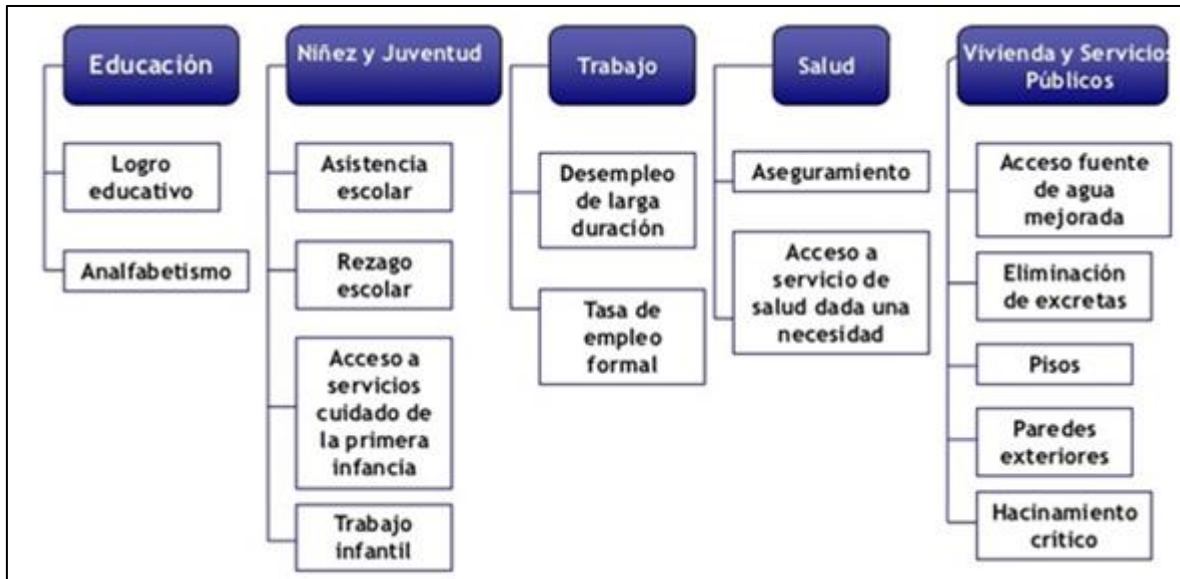 Educación
Logro
educativo
Analfabetismo
Niñez y Juventud
Asistencia
escolar
Rezago
escolar
Acceso a
servicios
cuidado de
la primera
infancia
Trabajo
infantil
Trabajo
Desempleo
de larga
duración
Tasa de
empleo
formal
Salud
Aseguramiento
Acceso a
servicio de
salud dada una
necesidad
Vivienda y Servicios
Públicos
Acceso fuente
de agua
mejorada
Eliminación
de excretas
Pisos
Paredes
exteriores
Hacinamiento
crítico